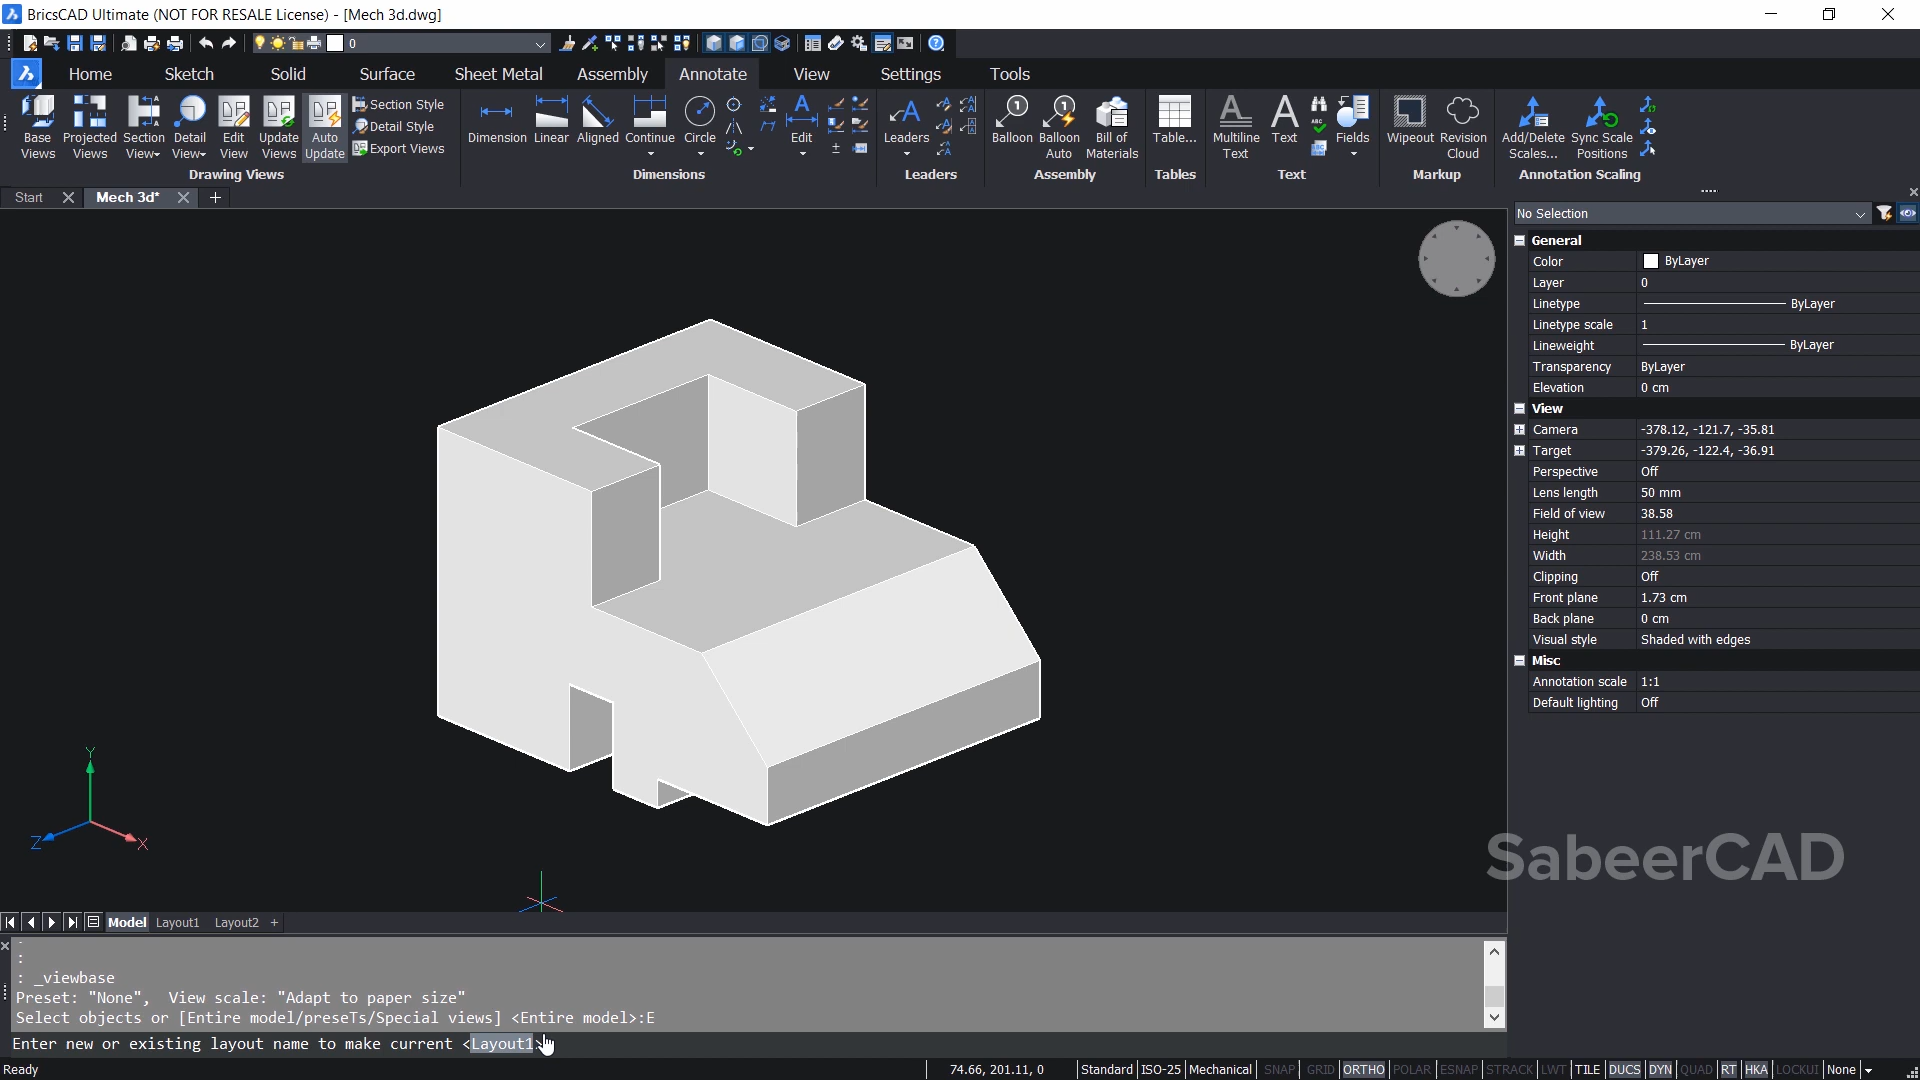 BricsCAD Ultimate (NOT FOR RESALE License) - [Mech 3d.dwg]
0
Home Sketch Solid Surface Sheet Metal Assembly Annotate View Settings Tools
Base Views
Projected Views
Section View
Detail View
Edit View
Update Views
Auto Update
Section Style
Detail Style
Export Views
Drawing Views
Dimension
Linear
Aligned
Continue
Circle
Edit
Dimensions
Leaders
Leaders
Balloon
Balloon Auto
Bill of Materials
Assembly
Table...
Tables
Multiline Text
Text
Fields
Text
Wipeout
Revision Cloud
Markup
Add/Delete Scales...
Sync Scale Positions
Annotation Scaling
Start
Mech 3d*
No Selection
General
Color ByLayer
Layer 0
Linetype ByLayer
Linetype scale 1
Lineweight ByLayer
Transparency ByLayer
Elevation 0 cm
View
Camera -378.12, -121.7, -35.81
Target -379.26, -122.4, -36.91
Perspective Off
Lens length 50 mm
Field of view 38.58
Height 111.27 cm
Width 238.53 cm
Clipping Off
Front plane 1.73 cm
Back plane 0 cm
Visual style Shaded with edges
Misc
Annotation scale 1:1
Default lighting Off
Y
Z
X
SabeerCAD
Model Layout1 Layout2 +
:
: _viewbase
Preset: "None", View scale: "Adapt to paper size"
Select objects or [Entire model/preseTs/Special views] <Entire model>:E
Enter new or existing layout name to make current <Layout1>
Ready
74.66, 201.11, 0 Standard ISO-25 Mechanical SNAP GRID ORTHO POLAR ESNAP STRACK LWT TILE DUCS DYN QUAD RT HKA LOCKUI None